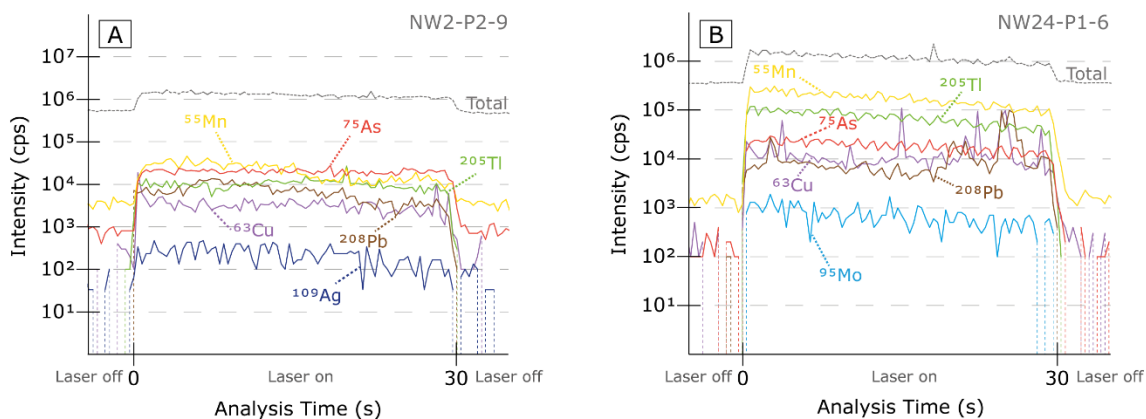 A
NW2-P2-9
Intensity (cps)
10⁷
10⁶
10⁵
10⁴
10³
10²
10¹
Total
⁵⁵Mn
⁷⁵As
²⁰⁵Tl
⁶³Cu
²⁰⁸Pb
¹⁰⁹Ag
Laser off 0 Laser on 30 Laser off
Analysis Time (s)
B
NW24-P1-6
Intensity (cps)
10⁶
10⁵
10⁴
10³
10²
10¹
Total
⁵⁵Mn
²⁰⁵Tl
⁷⁵As
⁶³Cu
²⁰⁸Pb
⁹⁵Mo
Laser off 0 Laser on 30 Laser off
Analysis Time (s)